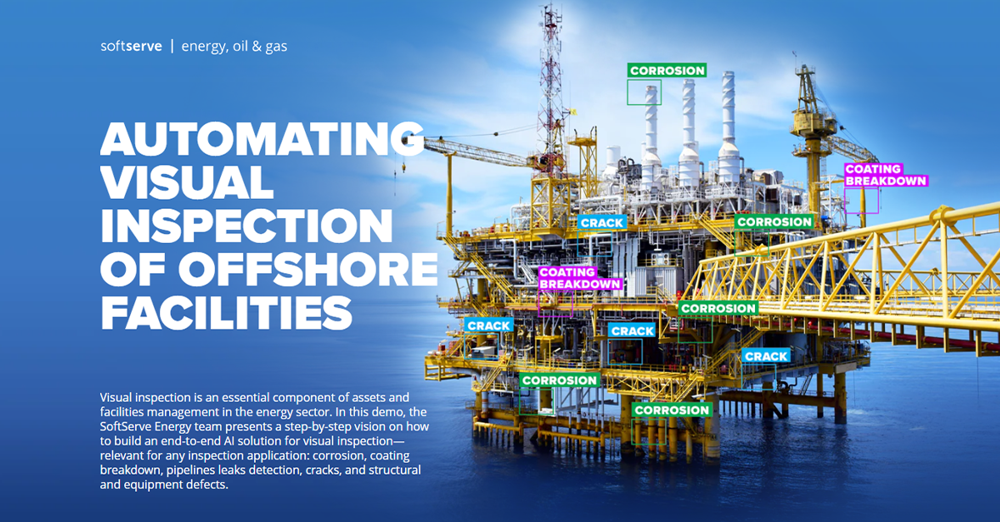 softserve | energy, oil & gas
AUTOMATING
VISUAL
INSPECTION
OF OFFSHORE
FACILITIES
Visual inspection is an essential component of assets and
facilities management in the energy sector. In this demo, the
SoftServe Energy team presents a step-by-step vision on how
to build an end-to-end AI solution for visual inspection—
relevant for any inspection application: corrosion, coating
breakdown, pipelines leaks detection, cracks, and structural
and equipment defects.
CORROSION
COATING
BREAKDOWN
CRACK
CORROSION
COATING
BREAKDOWN
CORROSION
CRACK
CRACK
CRACK
CORROSION
CORROSION